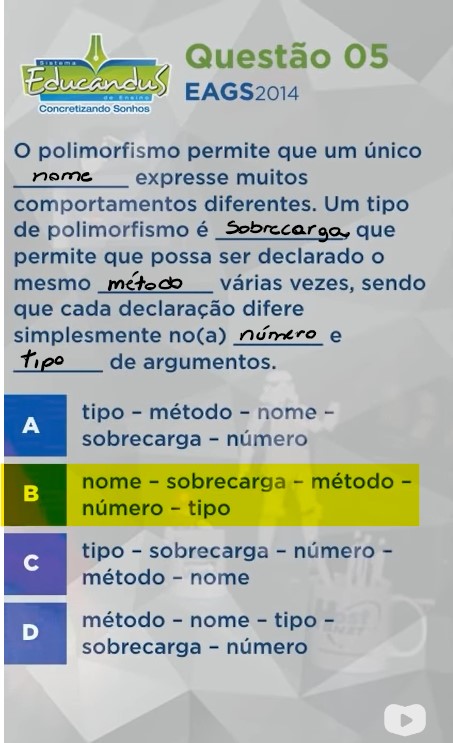 Sistema
Educandus
de Ensino
Concretizando Sonhos
Questão 05
EAGS2014
O polimorfismo permite que um único
nome expresse muitos
comportamentos diferentes. Um tipo
de polimorfismo é sobrecarga, que
permite que possa ser declarado o
mesmo método várias vezes, sendo
que cada declaração difere
simplesmente no(a) número e
tipo de argumentos.
A
tipo – método – nome –
sobrecarga – número
B
nome – sobrecarga – método –
número – tipo
C
tipo – sobrecarga – número –
método – nome
D
método – nome – tipo –
sobrecarga – número